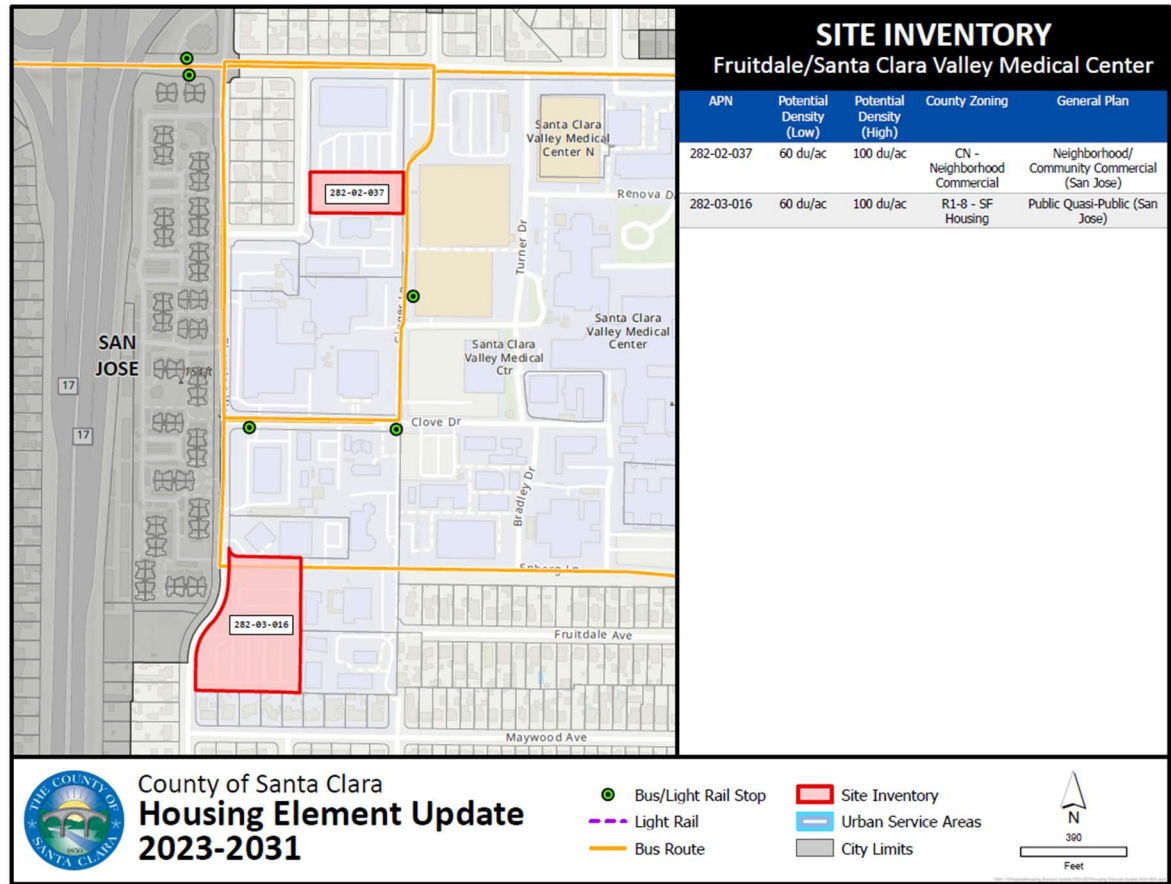 SITE INVENTORY
Fruitdale/Santa Clara Valley Medical Center
APN
Potential Density (Low)
Potential Density (High)
County Zoning
General Plan
282-02-037
60 du/ac
100 du/ac
CN - Neighborhood Commercial
Neighborhood/ Community Commercial (San Jose)
282-03-016
60 du/ac
100 du/ac
R1-8 - SF Housing
Public Quasi-Public (San Jose)
Santa Clara
Valley Medical
Center N
282-02-037
Renova D
Turner Dr
Santa Clara
Valley Medical
Center
SAN
JOSE
Santa Clara
Valley Medical
Ctr
17
17
Clove Dr
Bradley Dr
282-03-016
Fruitdale Ave
Maywood Ave
THE COUNTY OF
SANTA CLARA
County of Santa Clara
Housing Element Update
2023-2031
Bus/Light Rail Stop
Light Rail
Bus Route
Site Inventory
Urban Service Areas
City Limits
N
390
Feet